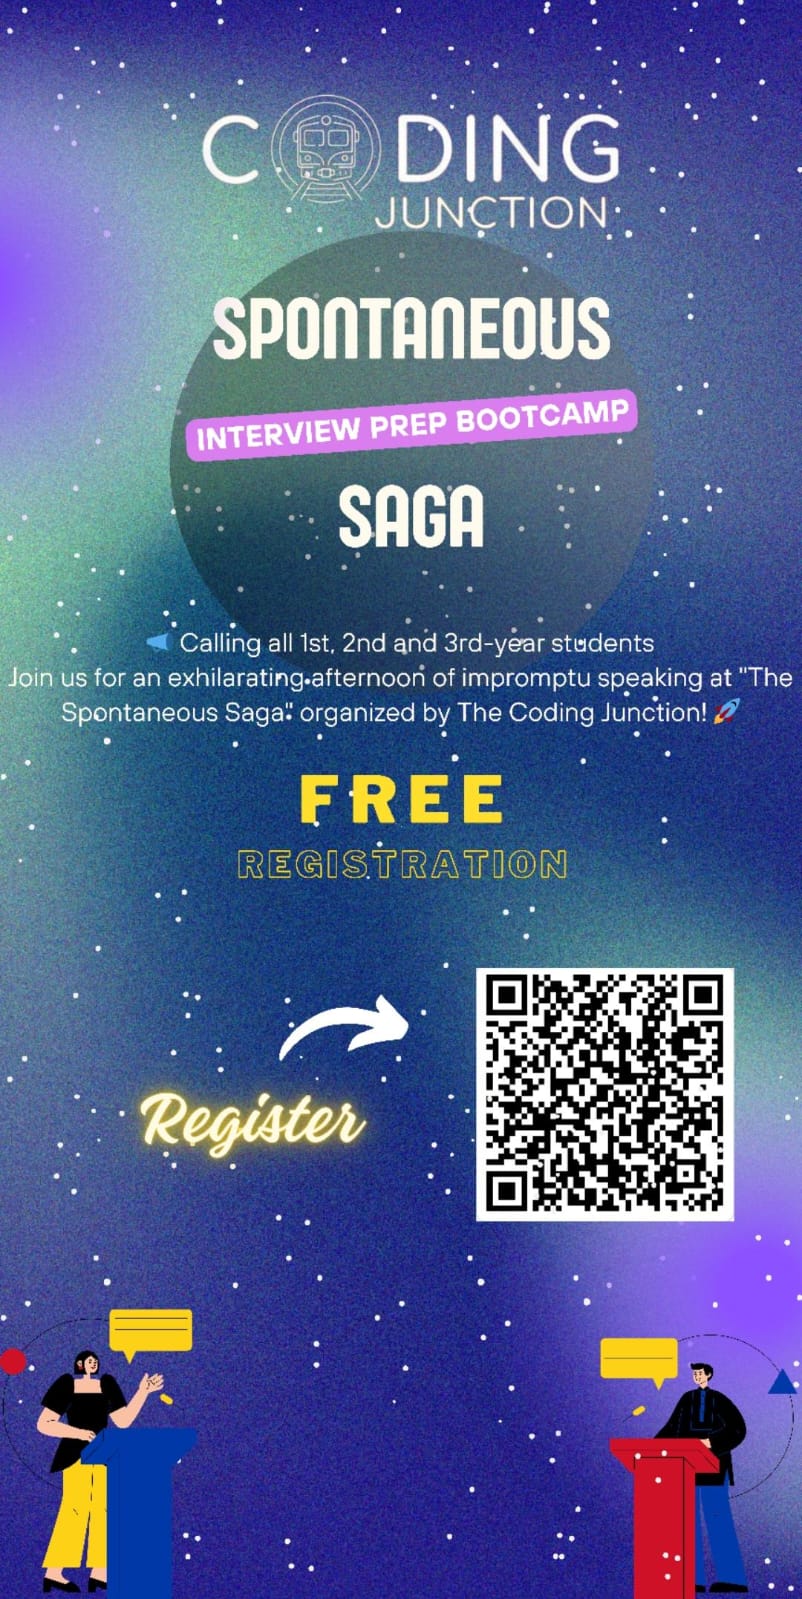 CODING
JUNCTION
SPONTANEOUS
INTERVIEW PREP BOOTCAMP
SAGA
📢 Calling all 1st, 2nd and 3rd-year students
Join us for an exhilarating afternoon of impromptu speaking at "The
Spontaneous Saga" organized by The Coding Junction! 🚀
FREE
REGISTRATION
Register